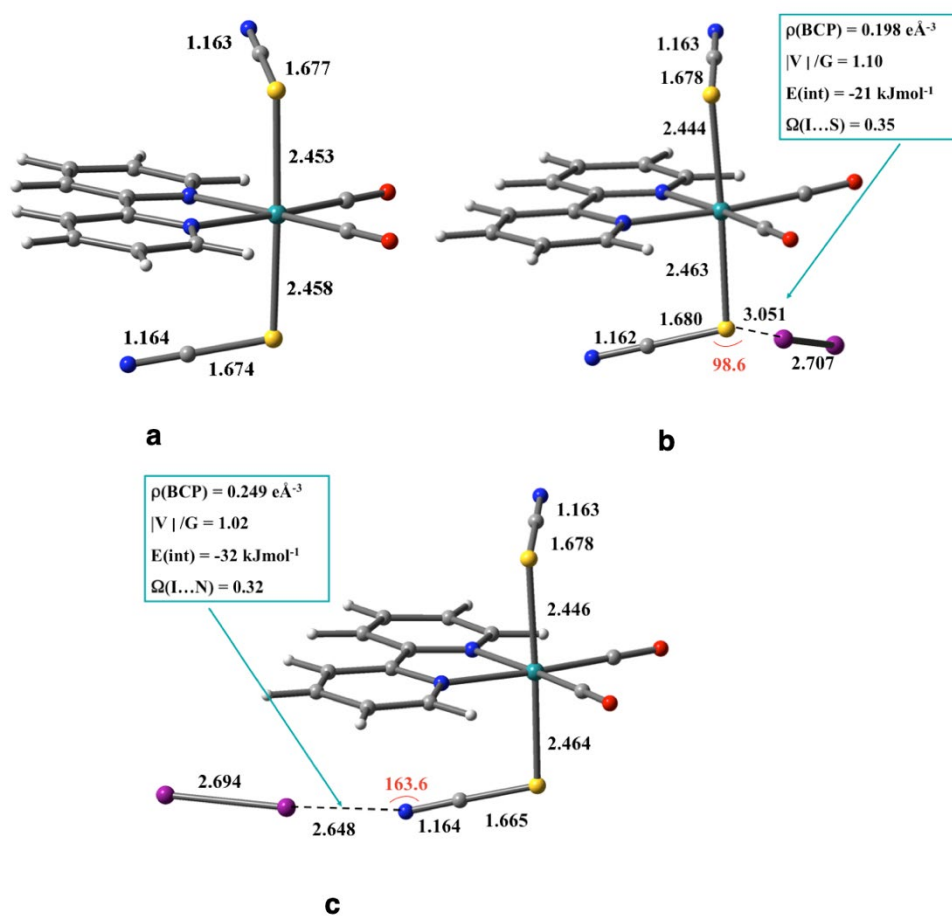 1.163
1.677
2.453
2.458
1.164
1.674
a
1.163
1.678
2.444
2.463
1.680
3.051
1.162
98.6
2.707
ρ(BCP) = 0.198 eÅ⁻³
|V | /G = 1.10
E(int) = -21 kJmol⁻¹
Ω(I…S) = 0.35
b
ρ(BCP) = 0.249 eÅ⁻³
|V | /G = 1.02
E(int) = -32 kJmol⁻¹
Ω(I…N) = 0.32
1.163
1.678
2.446
2.464
2.694
163.6
2.648
1.164
1.665
c